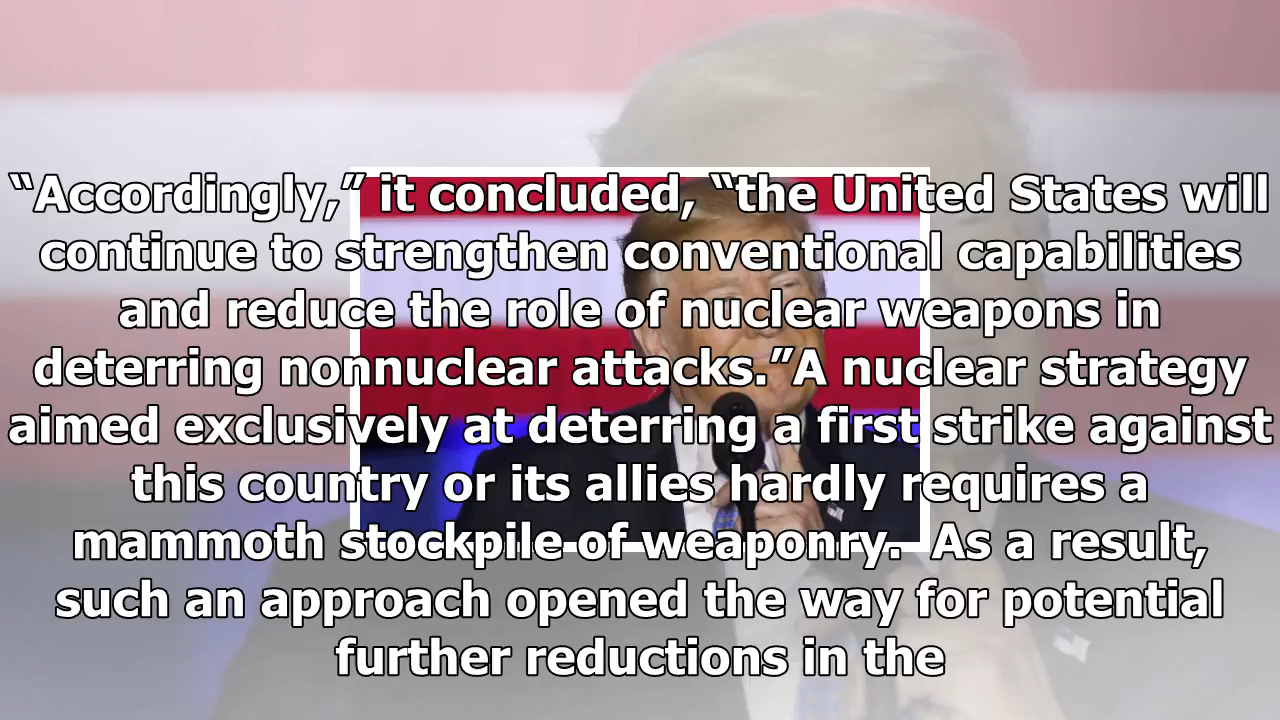 “Accordingly,” it concluded, “the United States will
continue to strengthen conventional capabilities
and reduce the role of nuclear weapons in
deterring nonnuclear attacks.”A nuclear strategy
aimed exclusively at deterring a first strike against
this country or its allies hardly requires a
mammoth stockpile of weaponry.  As a result,
such an approach opened the way for potential
further reductions in the